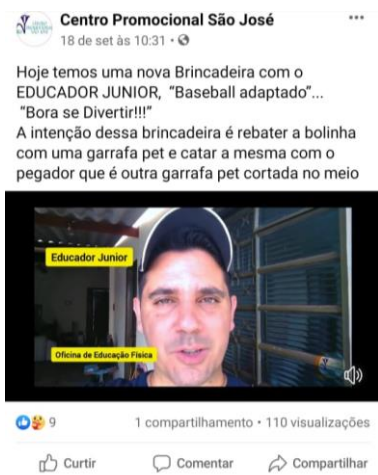 Centro Promocional São José
18 de set às 10:31
Hoje temos uma nova Brincadeira com o
EDUCADOR JUNIOR, "Baseball adaptado"...
"Bora se Divertir!!!"
A intenção dessa brincadeira é rebater a bolinha
com uma garrafa pet e catar a mesma com o
pegador que é outra garrafa pet cortada no meio
Educador Junior
Oficina de Educação Física
9
1 compartilhamento • 110 visualizações
Curtir Comentar Compartilhar